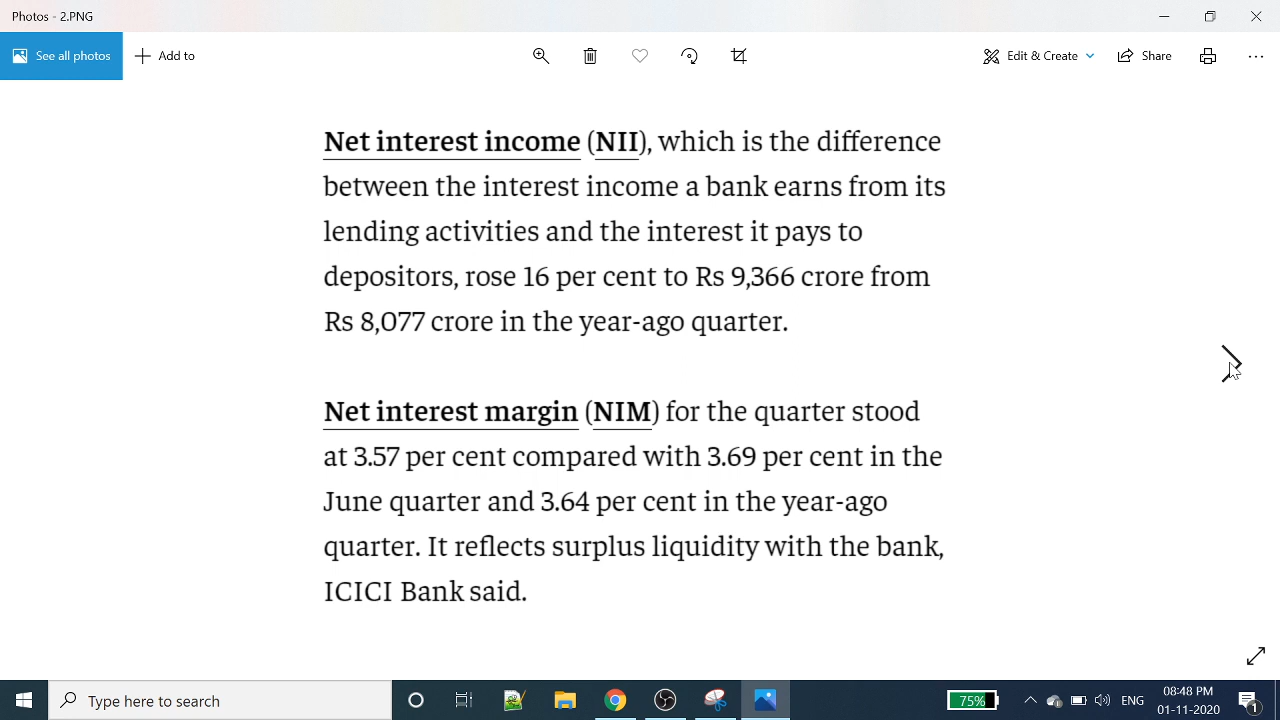 Photos - 2.PNG
See all photos
Add to
Edit & Create
Share
Net interest income (NII), which is the difference
between the interest income a bank earns from its
lending activities and the interest it pays to
depositors, rose 16 per cent to Rs 9,366 crore from
Rs 8,077 crore in the year-ago quarter.
Net interest margin (NIM) for the quarter stood
at 3.57 per cent compared with 3.69 per cent in the
June quarter and 3.64 per cent in the year-ago
quarter. It reflects surplus liquidity with the bank,
ICICI Bank said.
Type here to search
75%
ENG
08:48 PM
01-11-2020
1